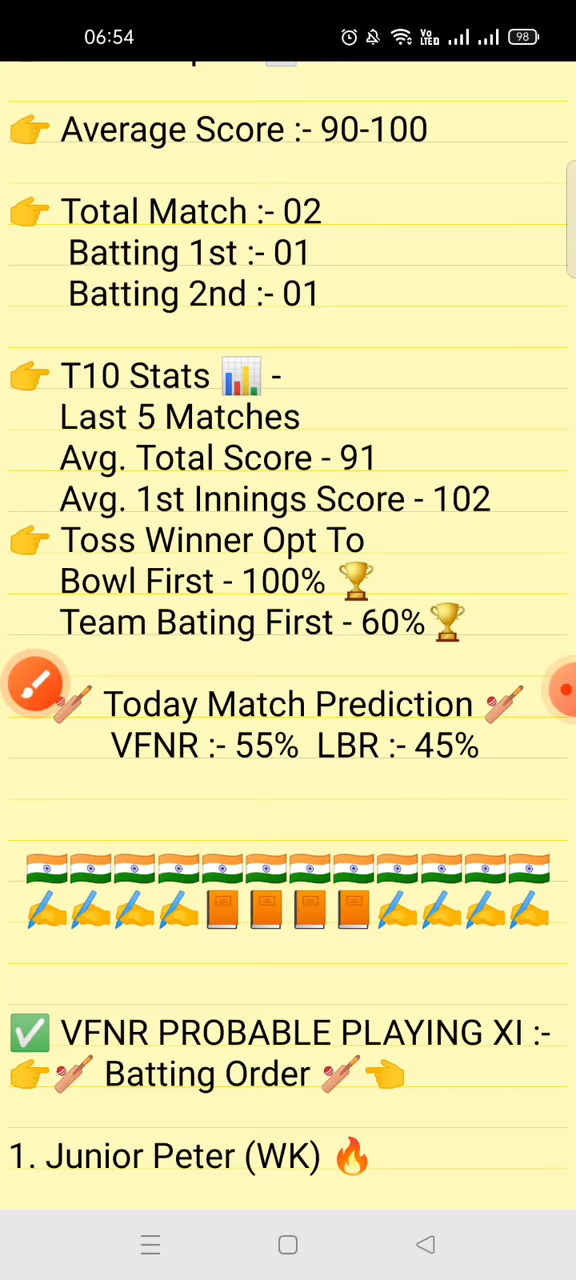 06:54
Vo LTED
98
👉 Average Score :- 90-100
👉 Total Match :- 02
Batting 1st :- 01
Batting 2nd :- 01
👉 T10 Stats 📊 -
Last 5 Matches
Avg. Total Score - 91
Avg. 1st Innings Score - 102
👉 Toss Winner Opt To
Bowl First - 100% 🏆
Team Bating First - 60% 🏆
🏏 Today Match Prediction 🏏
VFNR :- 55% LBR :- 45%
🇮🇳🇮🇳🇮🇳🇮🇳🇮🇳🇮🇳🇮🇳🇮🇳🇮🇳🇮🇳🇮🇳🇮🇳
✍️✍️✍️✍️📙📙📙📙✍️✍️✍️✍️
✅ VFNR PROBABLE PLAYING XI :-
👉🏏 Batting Order 🏏👈
1. Junior Peter (WK) 🔥